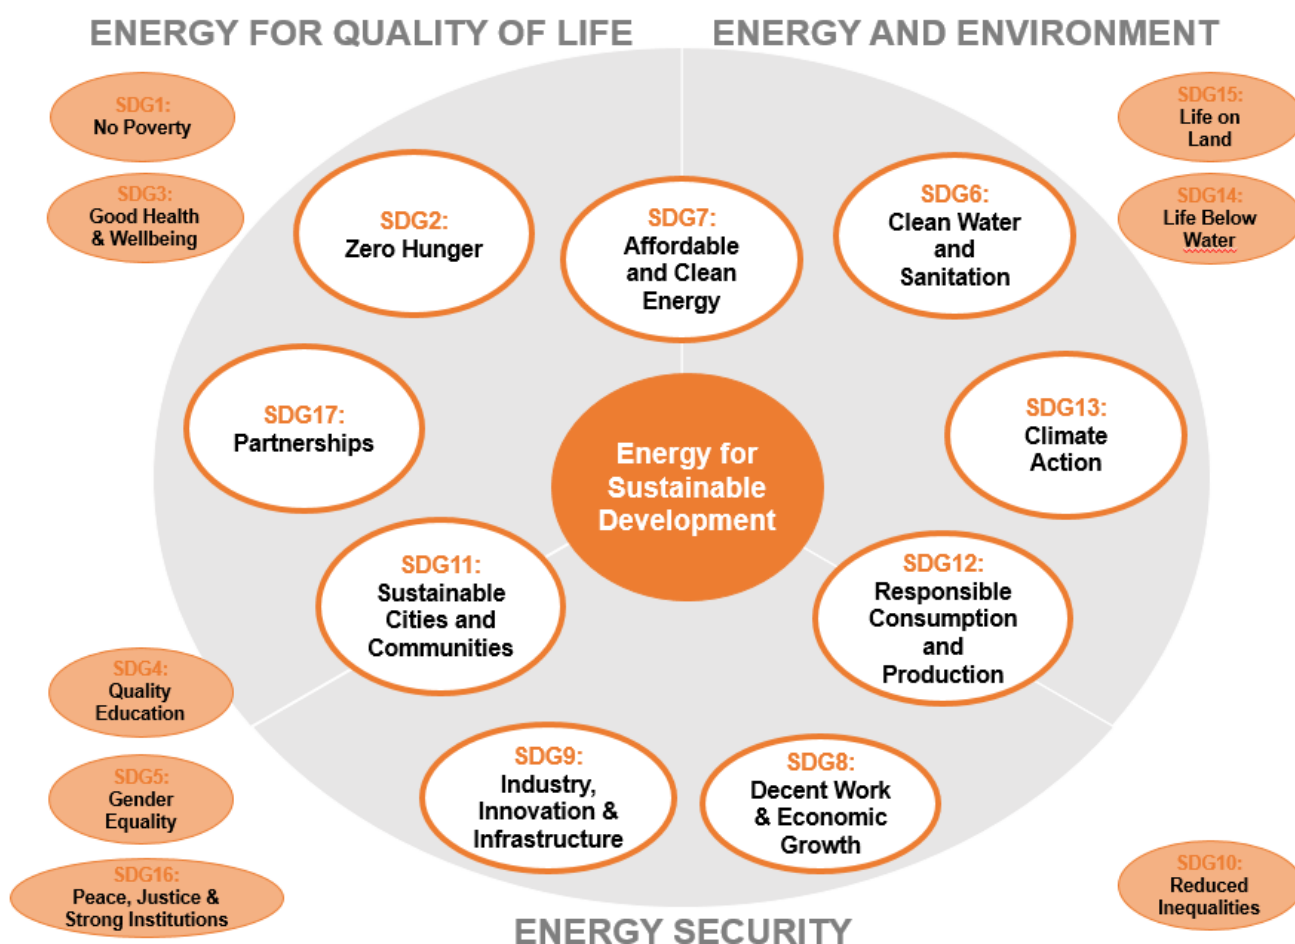 ENERGY FOR QUALITY OF LIFE
ENERGY AND ENVIRONMENT
SDG1:
No Poverty
SDG3:
Good Health
& Wellbeing
SDG2:
Zero Hunger
SDG7:
Affordable
and Clean
Energy
SDG6:
Clean Water
and
Sanitation
SDG15:
Life on
Land
SDG14:
Life Below
Water
SDG17:
Partnerships
Energy for
Sustainable
Development
SDG13:
Climate
Action
SDG11:
Sustainable
Cities and
Communities
SDG12:
Responsible
Consumption
and
Production
SDG4:
Quality
Education
SDG5:
Gender
Equality
SDG16:
Peace, Justice &
Strong Institutions
SDG9:
Industry,
Innovation &
Infrastructure
SDG8:
Decent Work
& Economic
Growth
SDG10:
Reduced
Inequalities
ENERGY SECURITY